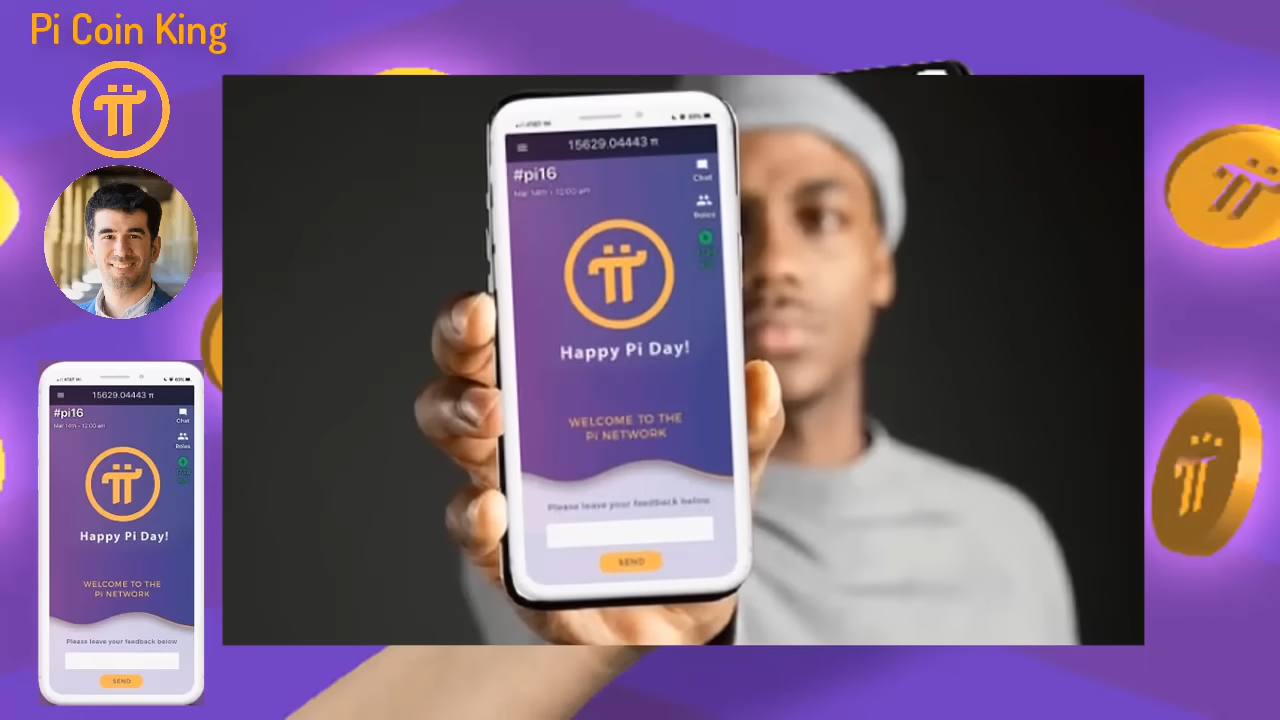 Pi Coin King
15629.04443 π
#pi16
Mar 14th - 12:00 am
Chat
Roles
Happy Pi Day!
WELCOME TO THE
Pi NETWORK
Please leave your feedback below
SEND
15629.04443 π
#pi16
Mar 14th - 12:00 am
Chat
Roles
Happy Pi Day!
WELCOME TO THE
Pi NETWORK
Please leave your feedback below
SEND